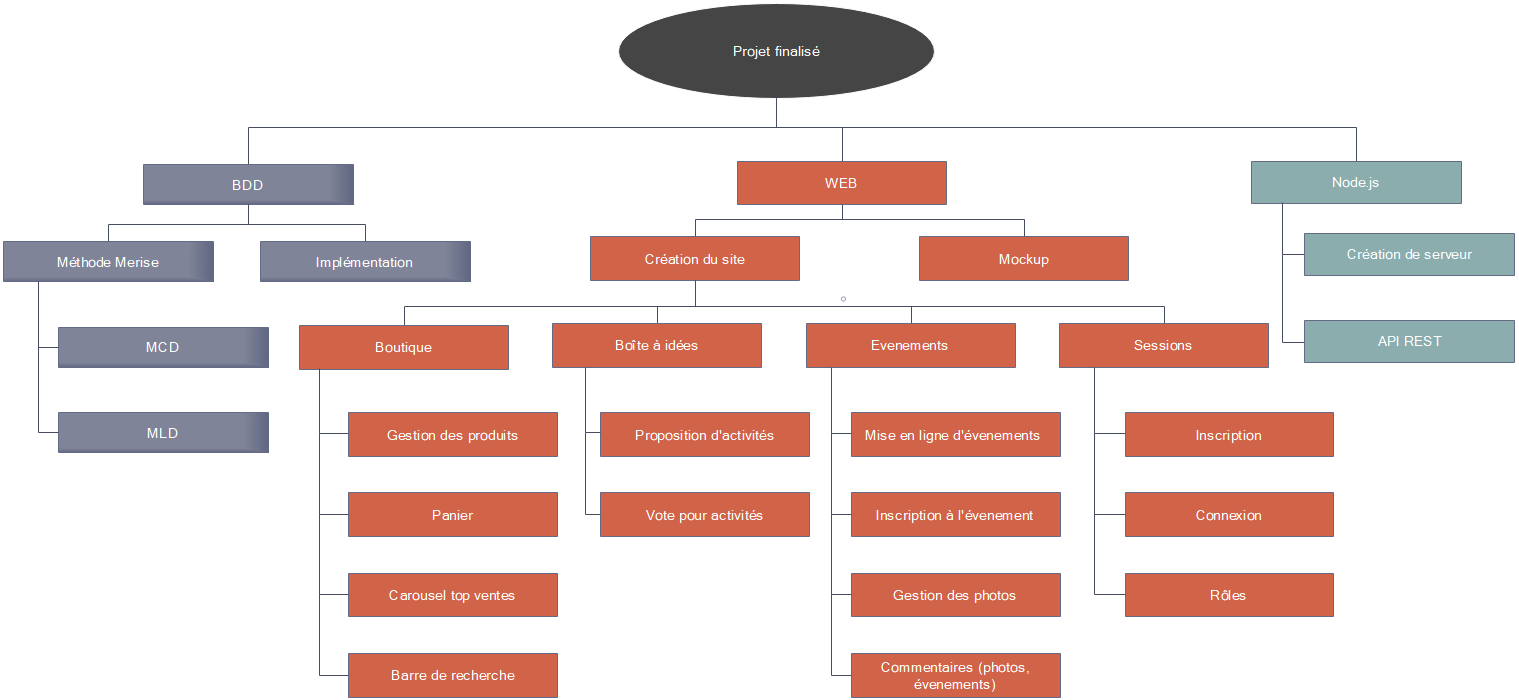 Projet finalisé
BDD
WEB
Node.js
Méthode Merise
Implémentation
Création du site
Mockup
Création de serveur
API REST
MCD
MLD
Boutique
Boîte à idées
Evenements
Sessions
Gestion des produits
Proposition d'activités
Mise en ligne d'évenements
Inscription
Panier
Vote pour activités
Inscription à l'évenement
Connexion
Carousel top ventes
Gestion des photos
Rôles
Barre de recherche
Commentaires (photos,
évenements)